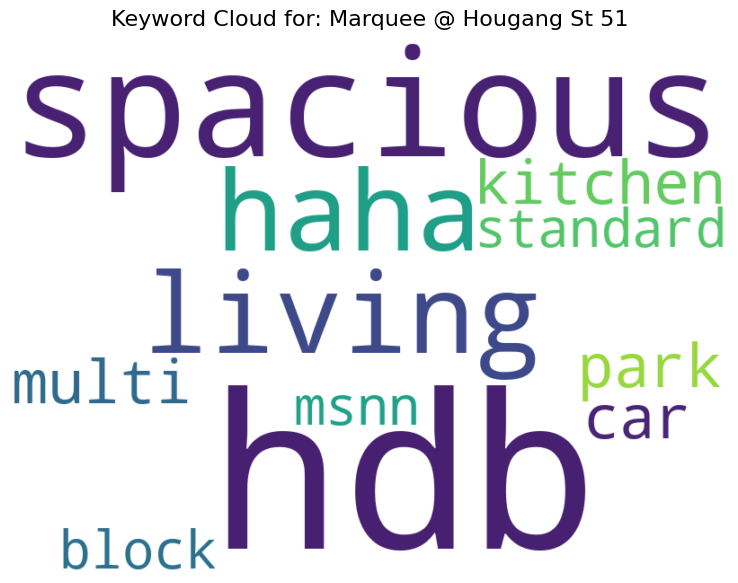 Keyword Cloud for: Marquee @ Hougang St 51
spacious
kitchen
haha
standard
living
park
multi
msnn
car
hdb
block